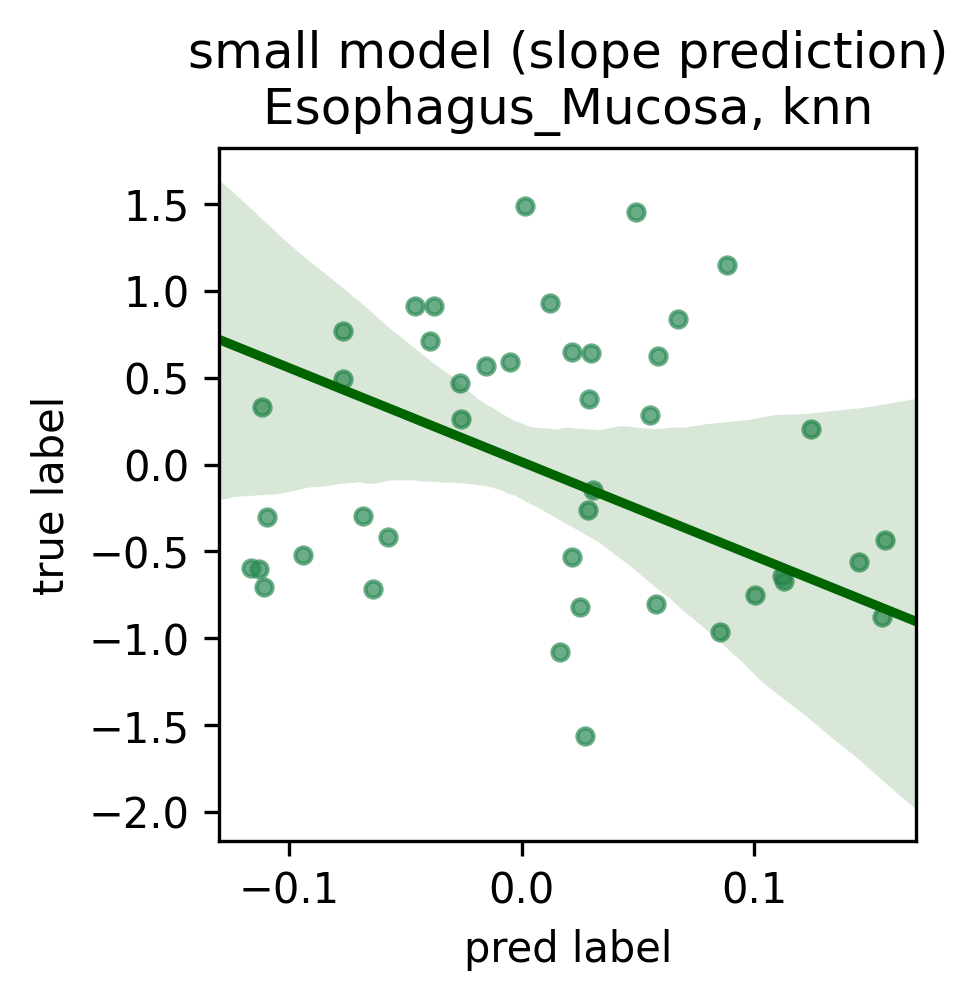 small model (slope prediction)
Esophagus_Mucosa, knn
1.5
1.0
0.5
0.0
−0.5
−1.0
−1.5
−2.0
true label
−0.1
0.0
0.1
pred label